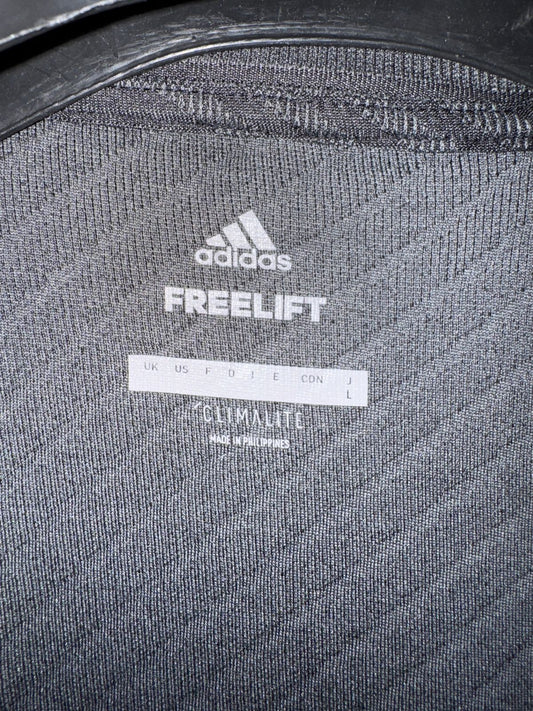 adidas
FREELIFT
UK US F D I E CDN J
L
CLIMALITE
MADE IN PHILIPPINES